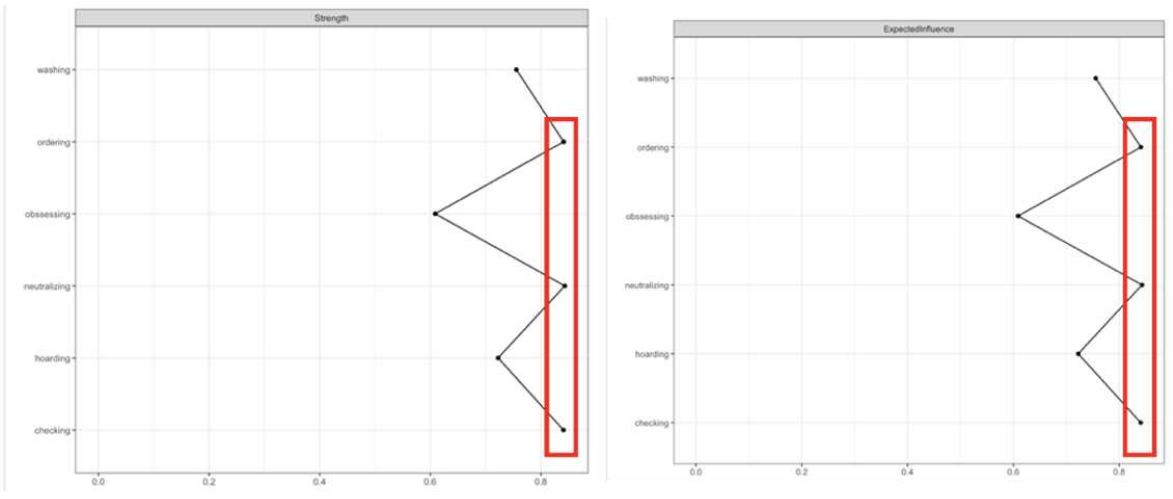 Strength
washing
ordering
obssessing
neutralizing
hoarding
checking
0.0 0.2 0.4 0.6 0.8
ExpectedInfluence
washing
ordering
obssessing
neutralizing
hoarding
checking
0.0 0.2 0.4 0.6 0.8